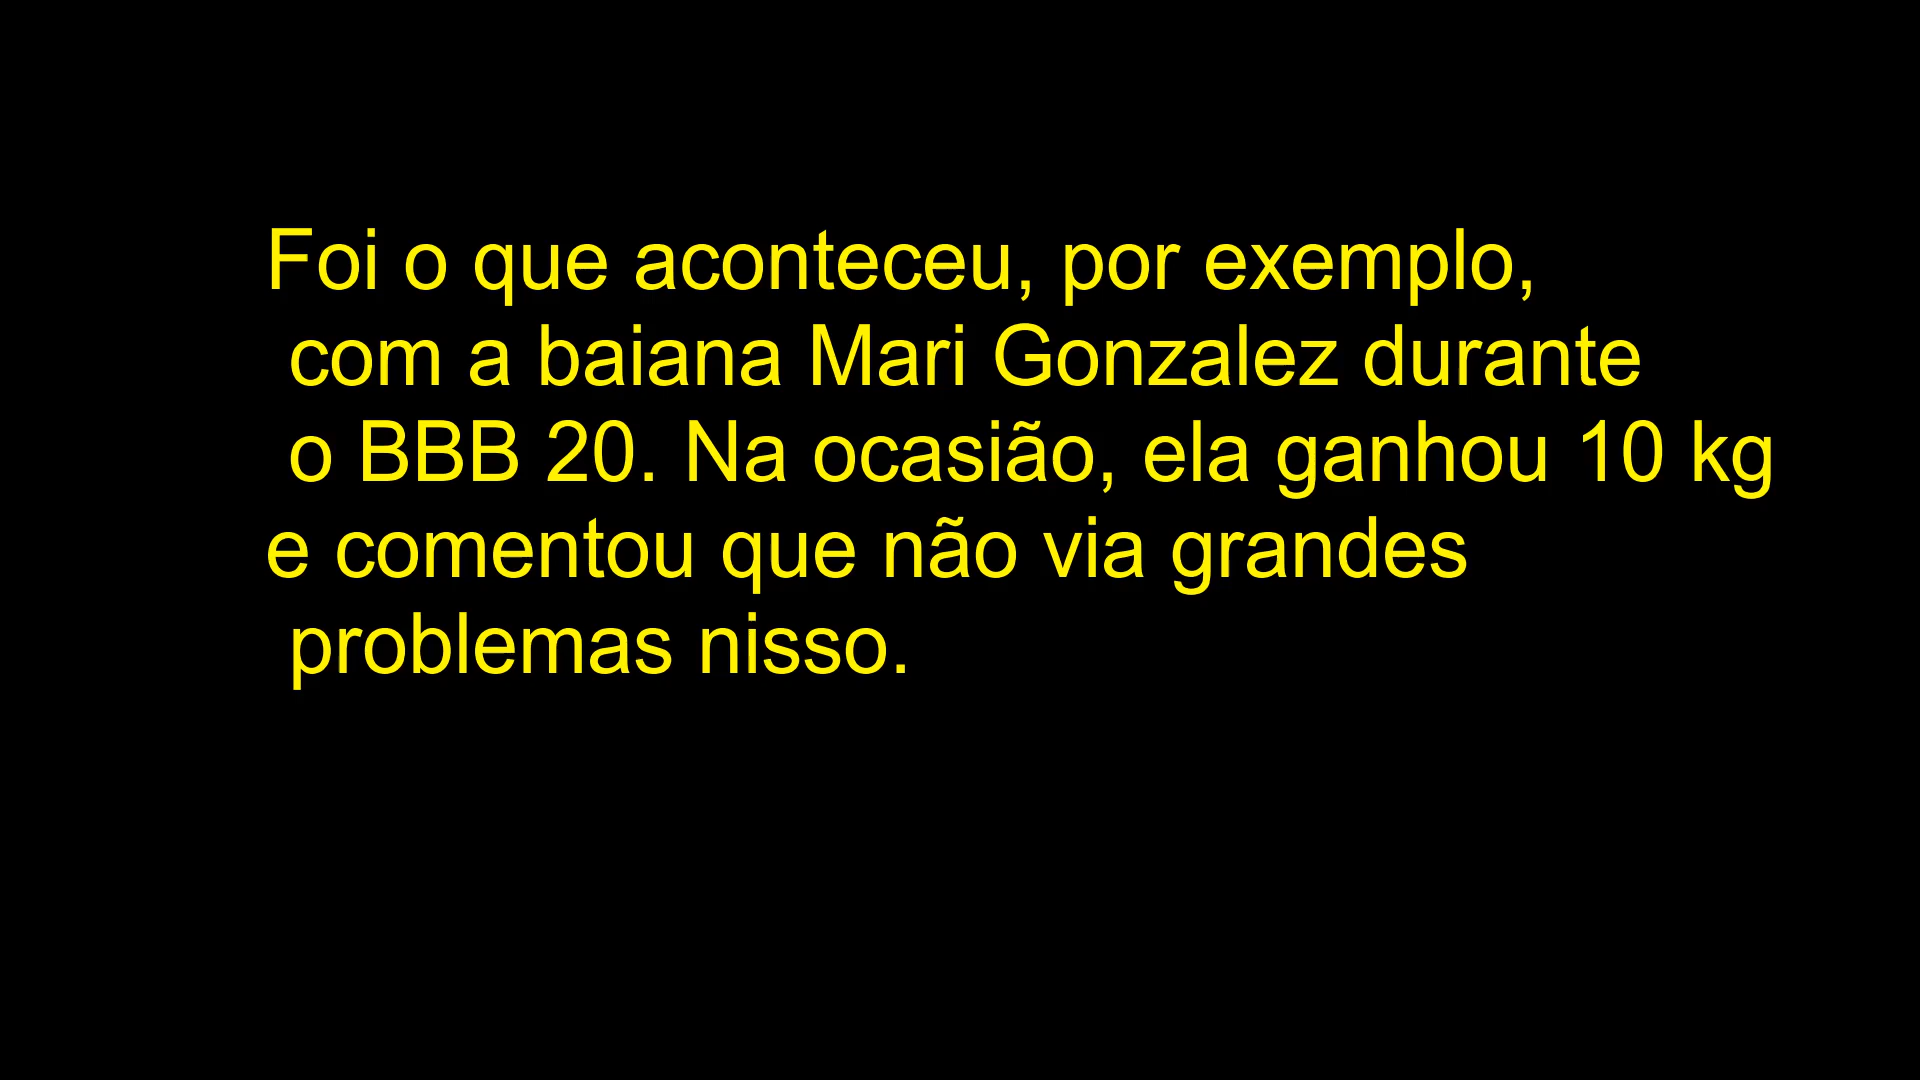 Foi o que aconteceu, por exemplo,
com a baiana Mari Gonzalez durante
o BBB 20. Na ocasião, ela ganhou 10 kg
e comentou que não via grandes
problemas nisso.